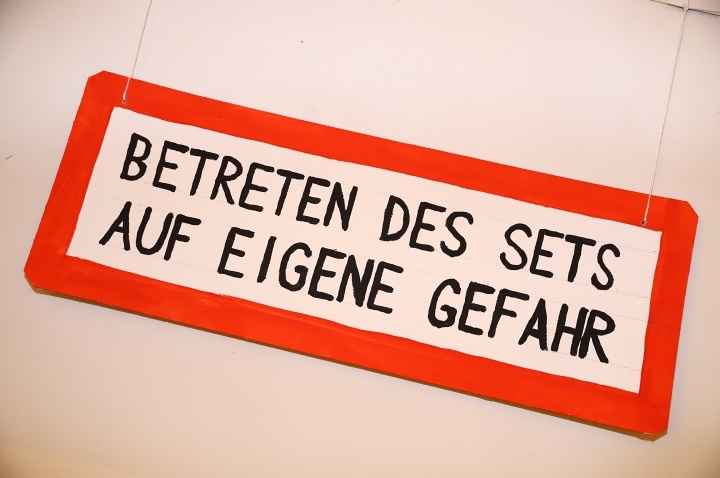 BETRETEN DES SETS
AUF EIGENE GEFAHR